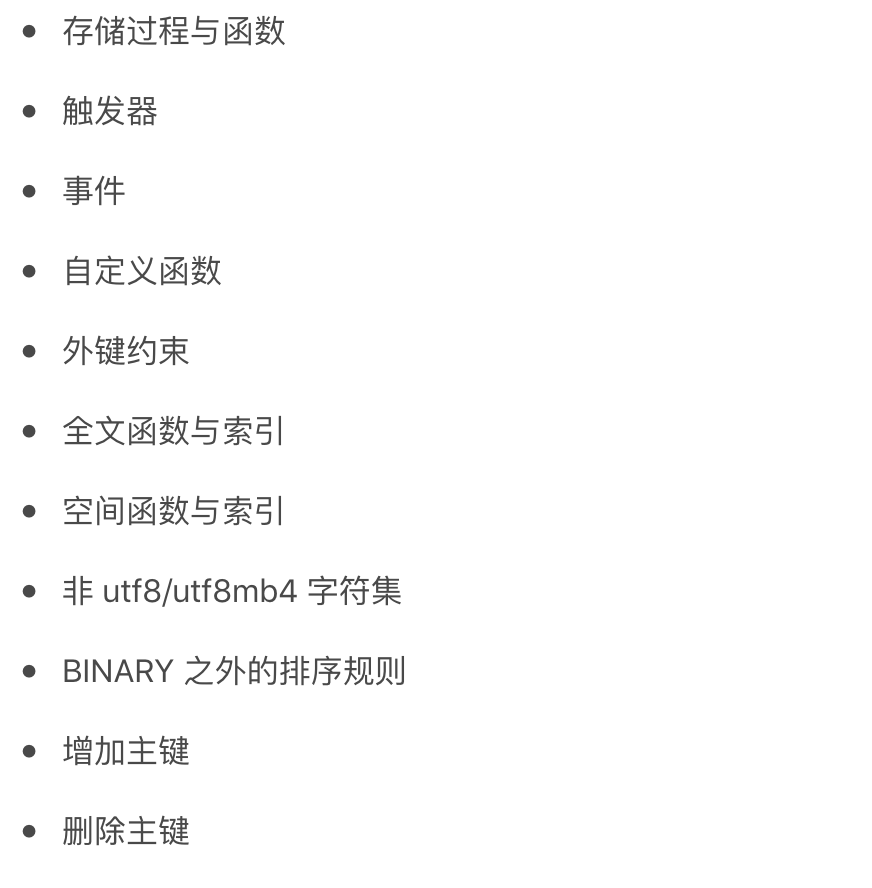 • 存储过程与函数
• 触发器
• 事件
• 自定义函数
• 外键约束
• 全文函数与索引
• 空间函数与索引
• 非 utf8/utf8mb4 字符集
• BINARY 之外的排序规则
• 增加主键
• 删除主键